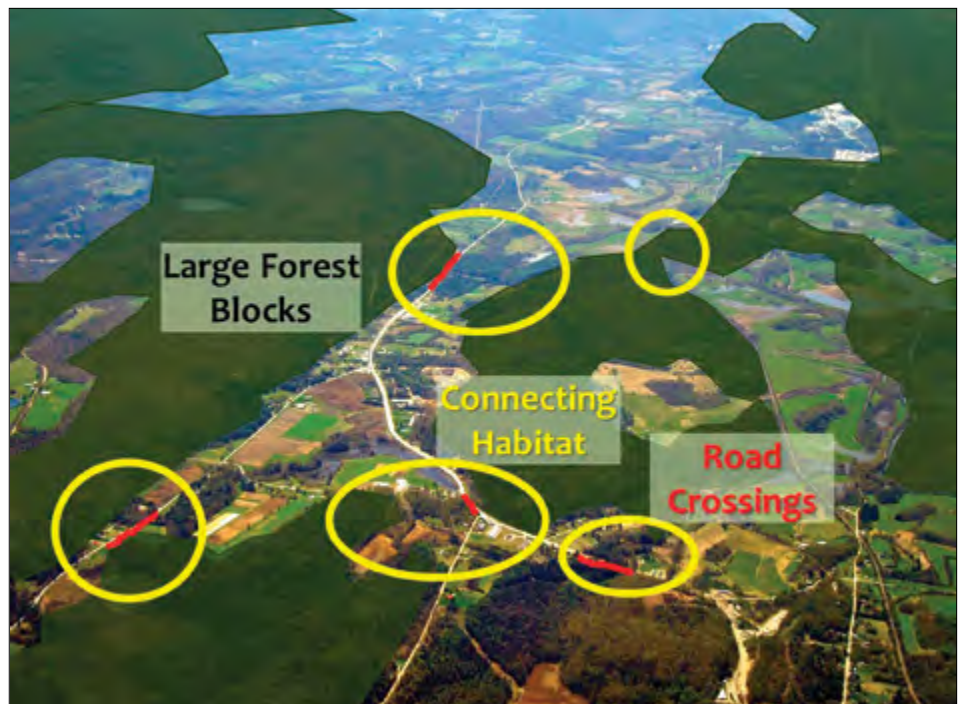 Large Forest
Blocks
Connecting
Habitat
Road
Crossings